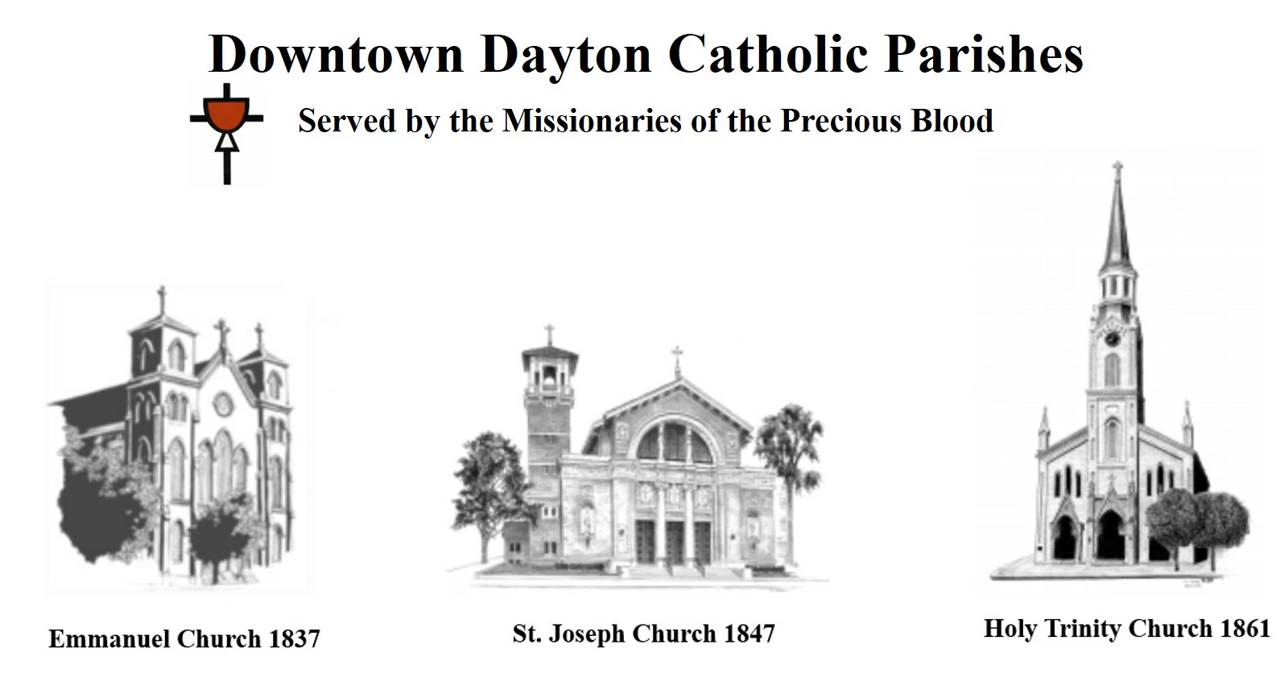 Downtown Dayton Catholic Parishes
Served by the Missionaries of the Precious Blood
Emmanuel Church 1837
St. Joseph Church 1847
Holy Trinity Church 1861